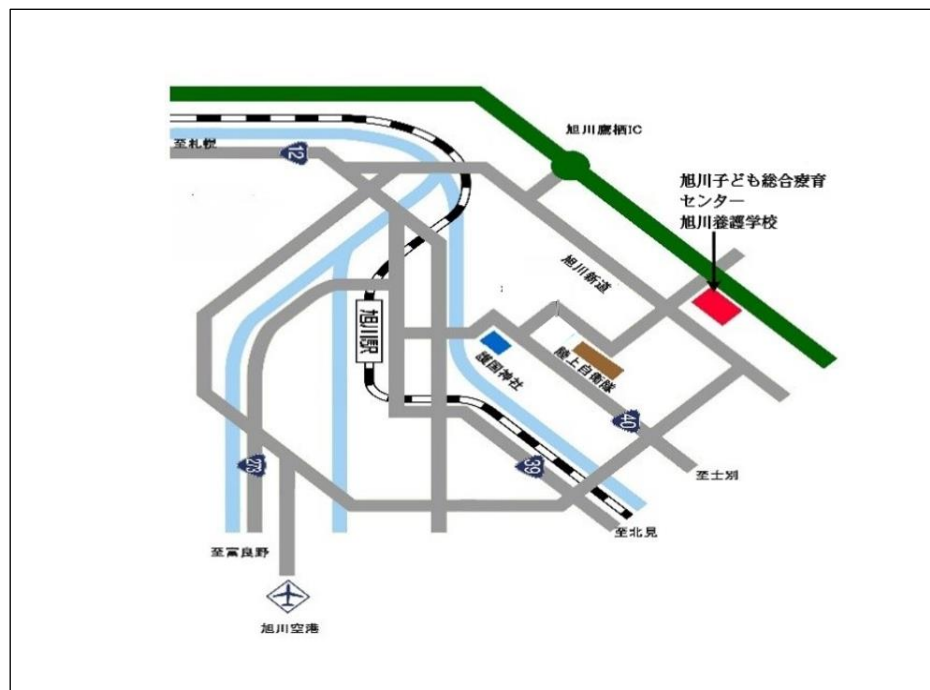 旭川鷹栖IC
至札幌
12
旭川子ども総合療育
センター
旭川養護学校
旭川新道
旭川駅
護国神社
陸上自衛隊
40
39
273
至士別
至北見
至富良野
旭川空港